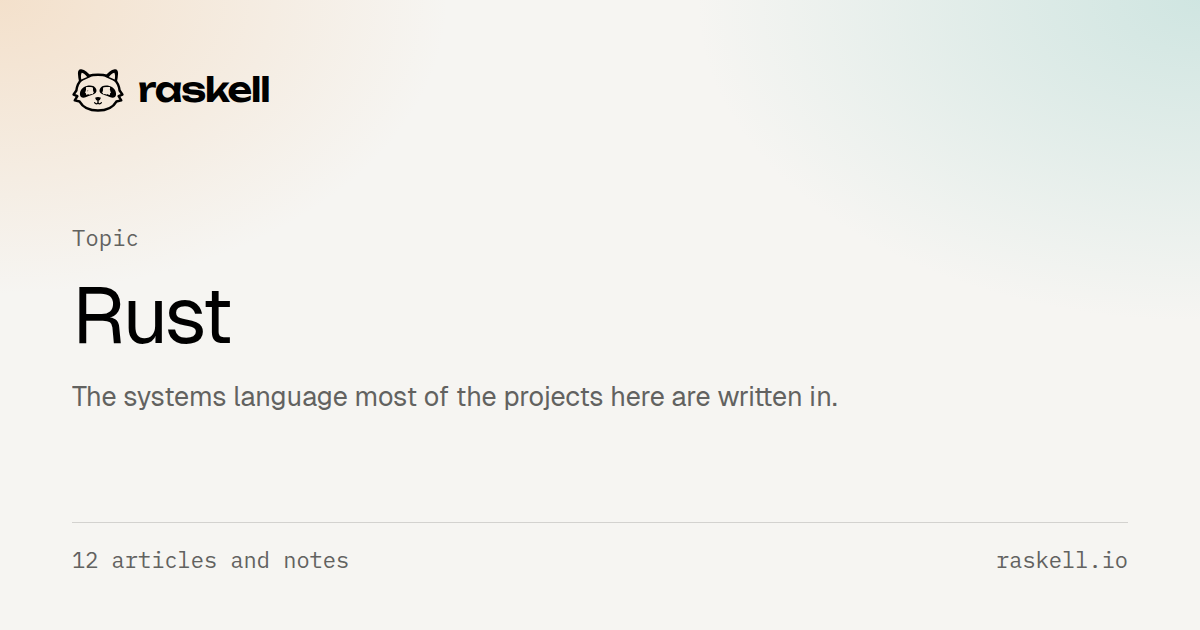 raskell
Topic
Rust
The systems language most of the projects here are written in.
12 articles and notes
raskell.io